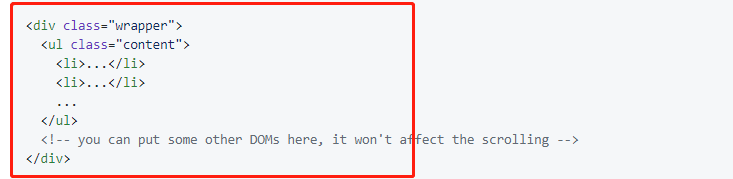 <div class="wrapper">
  <ul class="content">
    <li>...</li>
    <li>...</li>
    ...
  </ul>
  <!-- you can put some other DOMs here, it won't affect the scrolling -->
</div>